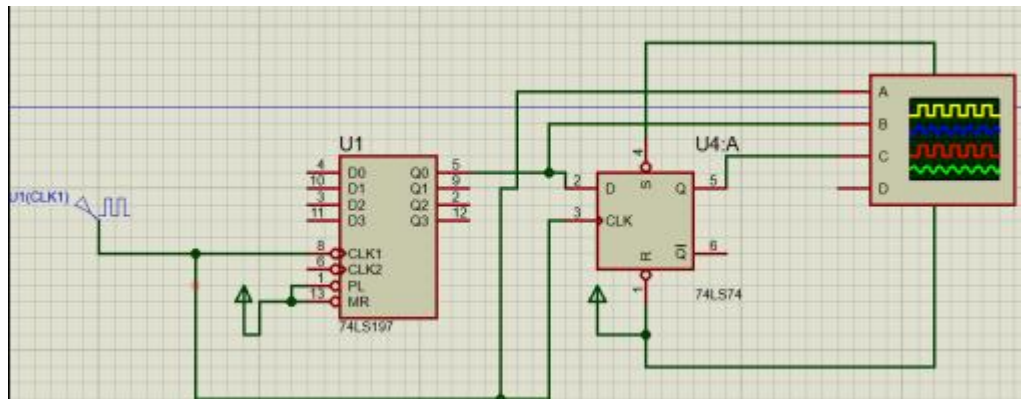 U1
4 D0 Q0 5
10 D1 Q1 9
3 D2 Q2 2
11 D3 Q3 12
8 CLK1
6 CLK2
1 PL
13 MR
74LS197
U1(CLK1)
U4:A
4
S
2 D Q 5
3 CLK
R Q 6
1
74LS74
A
B
C
D